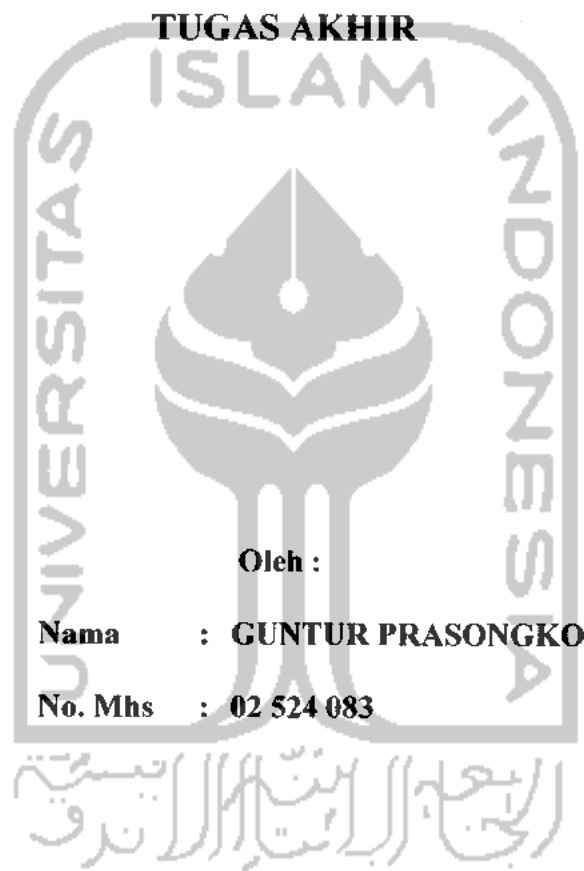 TUGAS AKHIR
ISLAM
UNIVERSITAS
INDONESIA
Oleh :
Nama : GUNTUR PRASONGKO
No. Mhs : 02 524 083